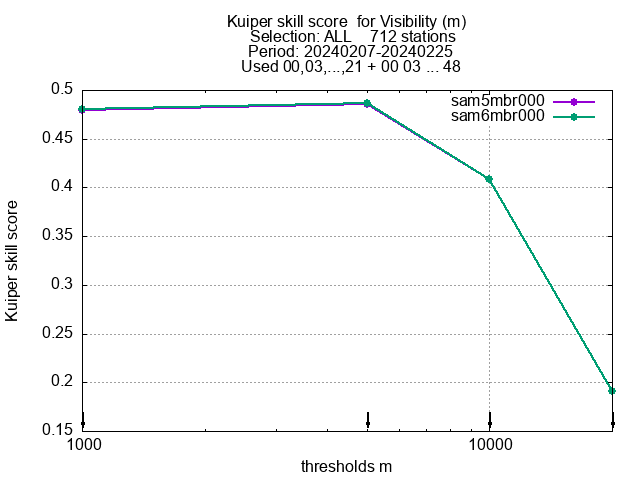 Kuiper skill score  for Visibility (m)
Selection: ALL    712 stations
Period: 20240207-20240225
Used 00,03,...,21 + 00 03 ... 48
sam5mbr000
sam6mbr000
0.5
0.45
0.4
0.35
0.3
0.25
0.2
0.15
Kuiper skill score
1000
10000
thresholds m